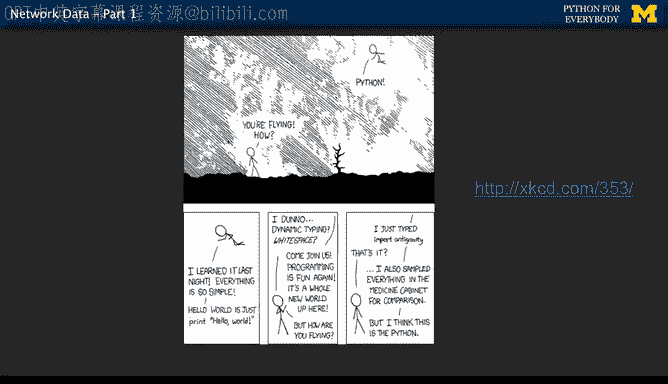 Network Data - Part 1
@bilibili.com
PYTHON FOR
EVERYBODY
M
PYTHON!
YOU'RE FLYING!
HOW?
http://xkcd.com/353/
I LEARNED IT LAST
NIGHT! EVERYTHING
IS SO SIMPLE!
HELLO WORLD IS JUST
print "Hello, world!"
I DUNNO...
DYNAMIC TYPING?
WHITESPACE?
COME JOIN US!
PROGRAMMING
IS FUN AGAIN!
IT'S A WHOLE
NEW WORLD
UP HERE!
BUT HOW ARE
YOU FLYING?
I JUST TYPED
import antigravity
THAT'S IT?
... I ALSO SAMPLED
EVERYTHING IN THE
MEDICINE CABINET
FOR COMPARISON.
BUT I THINK THIS
IS THE PYTHON.